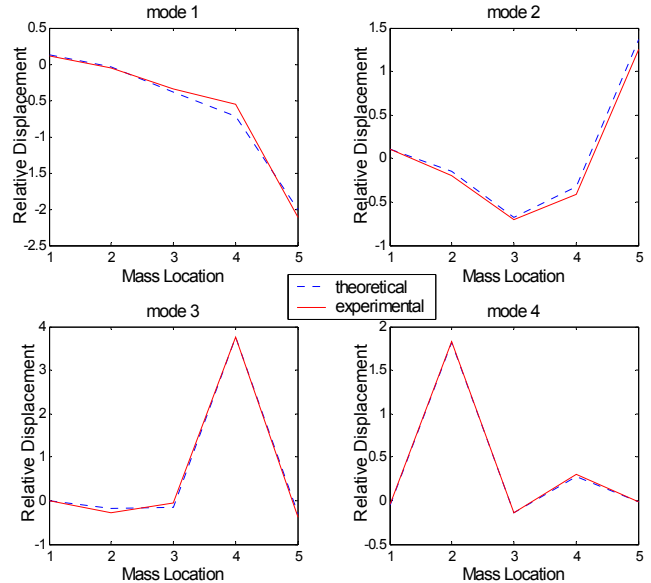 mode 1
Relative Displacement
0.5
0
-0.5
-1
-1.5
-2
-2.5
1 2 3 4 5
Mass Location
mode 2
Relative Displacement
1.5
1
0.5
0
-0.5
-1
1 2 3 4 5
Mass Location
theoretical
experimental
mode 3
Relative Displacement
4
3
2
1
0
-1
1 2 3 4 5
Mass Location
mode 4
Relative Displacement
2
1.5
1
0.5
0
-0.5
1 2 3 4 5
Mass Location